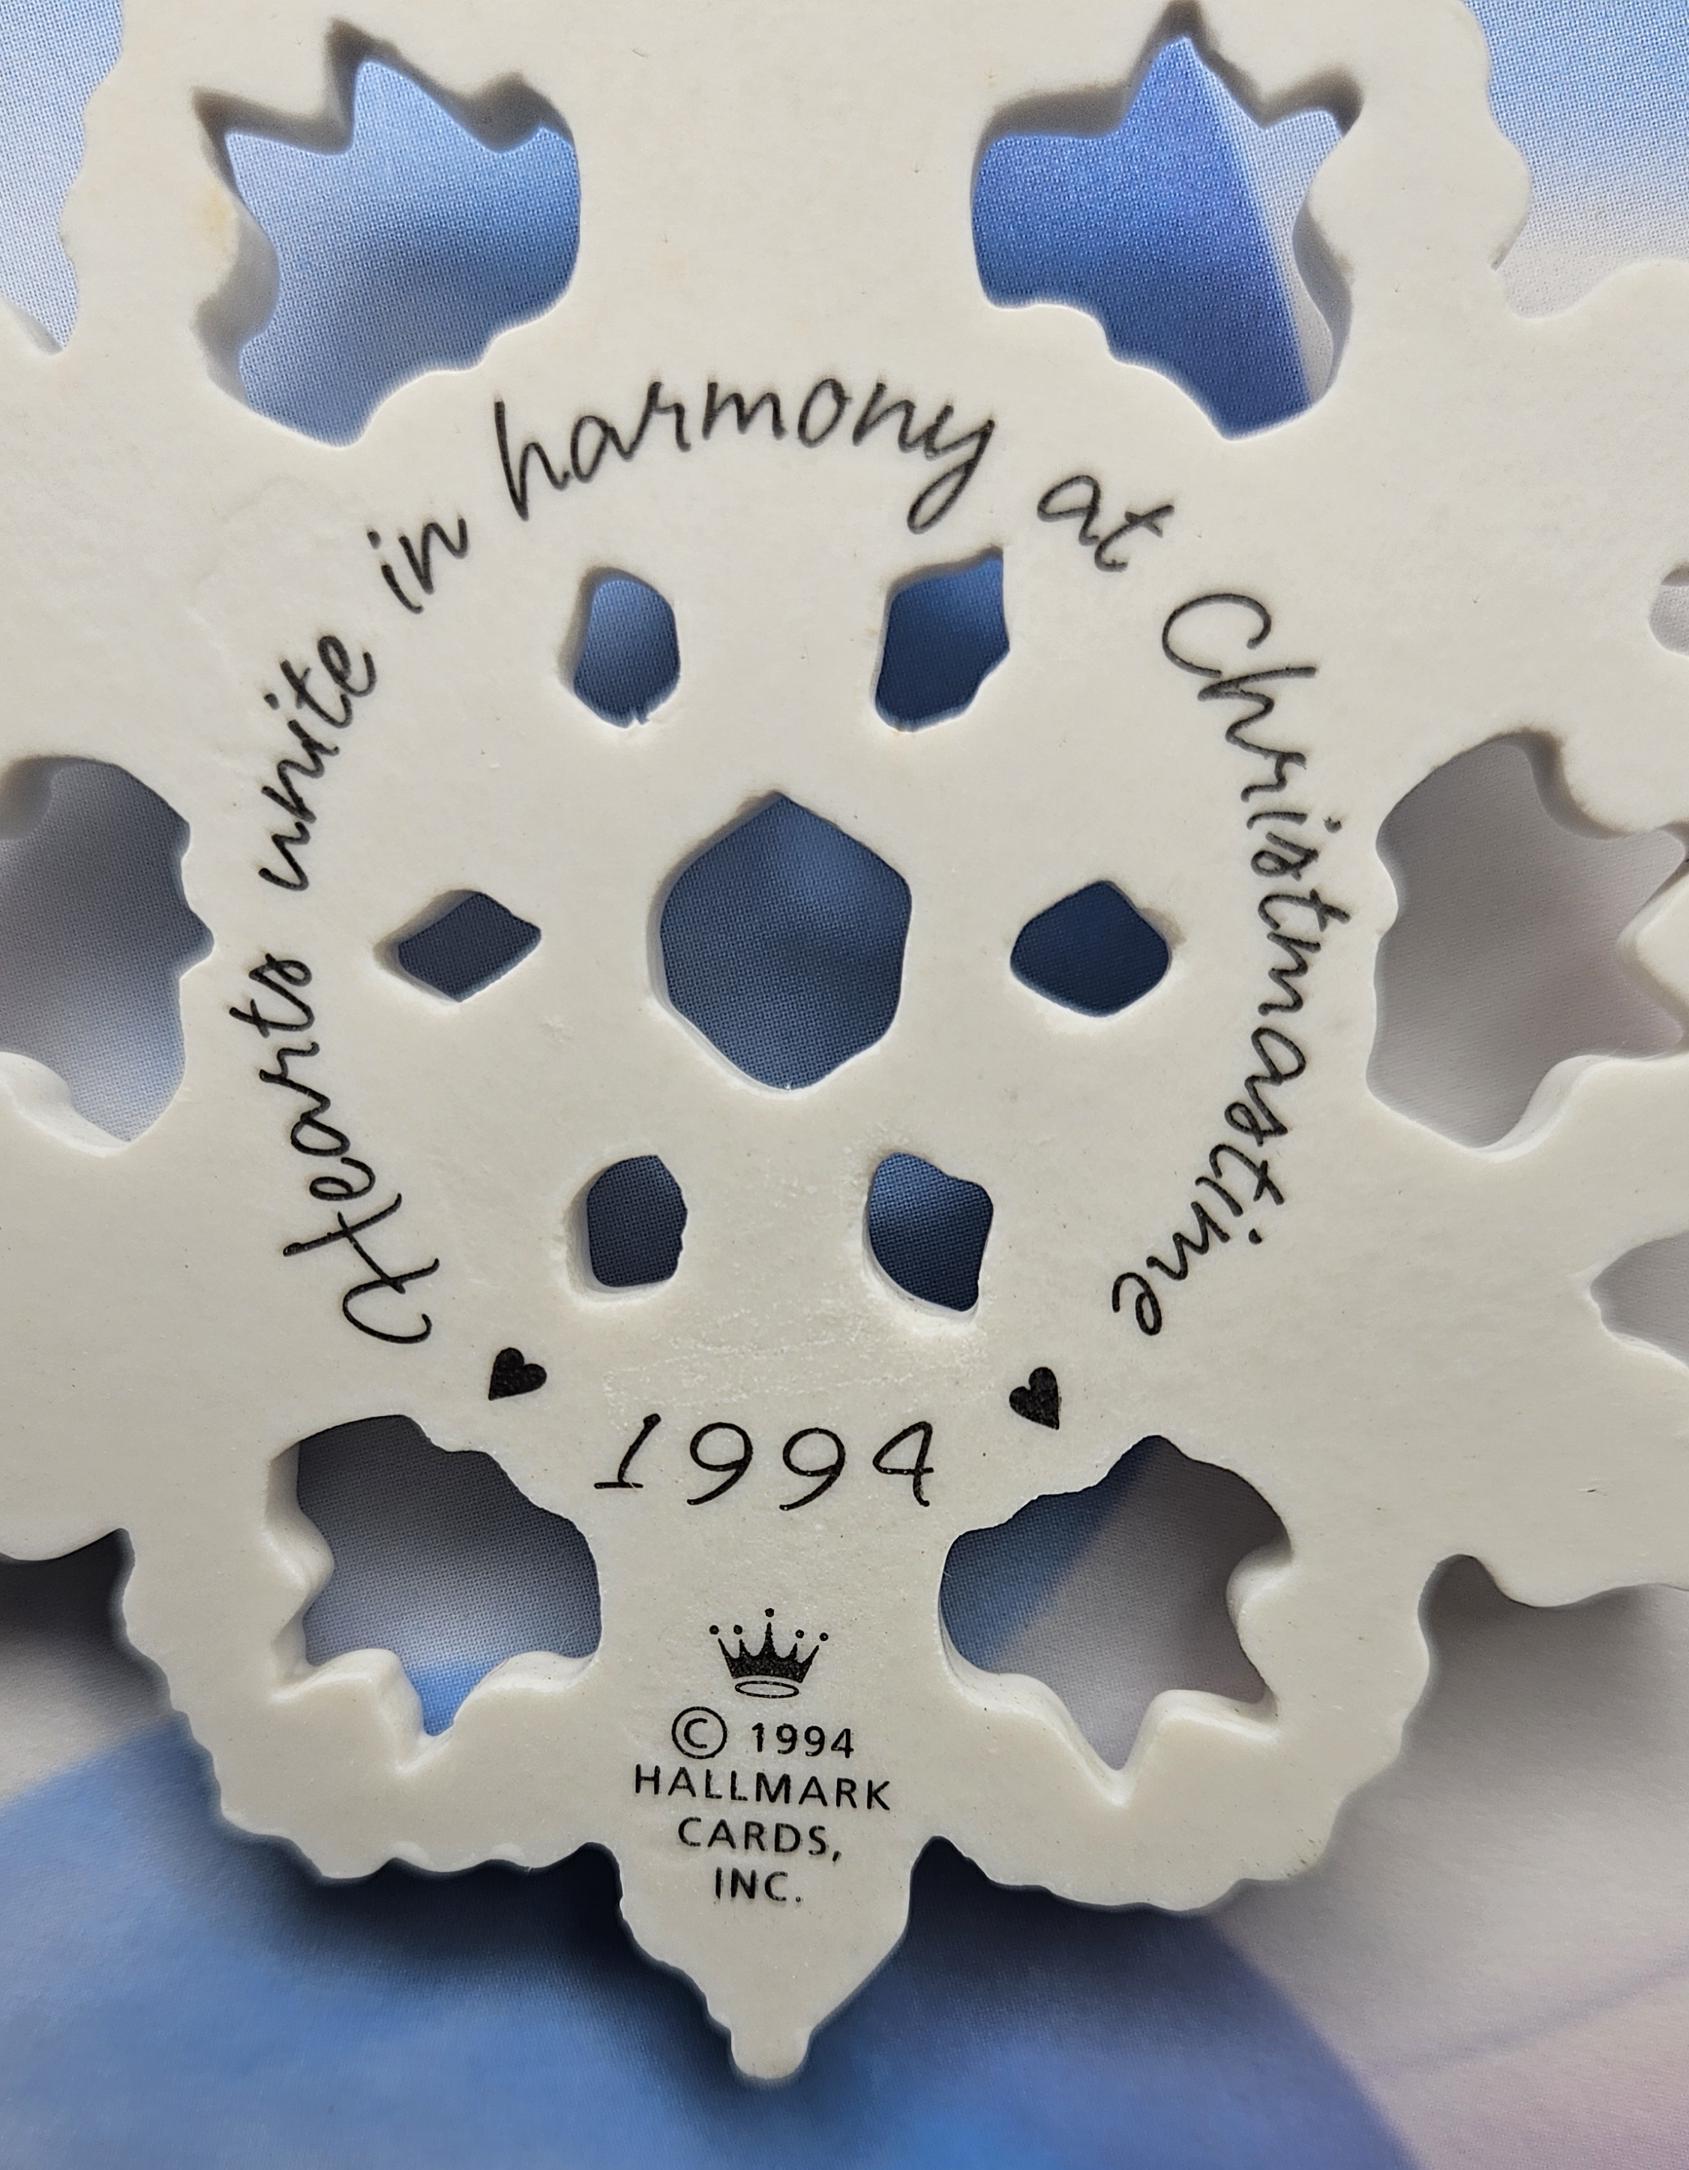 Hearts unite in harmony at Christmastime
♥ 1994 ♥
© 1994
HALLMARK
CARDS,
INC.